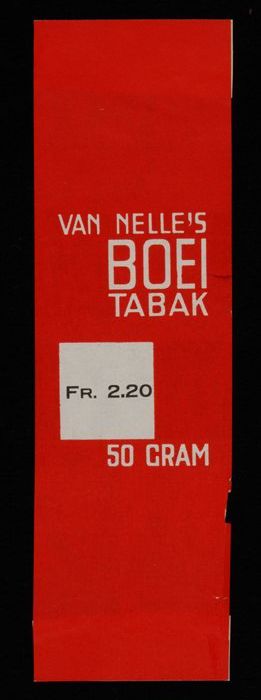 VAN NELLE'S
BOEI
TABAK
FR. 2.20
50 GRAM